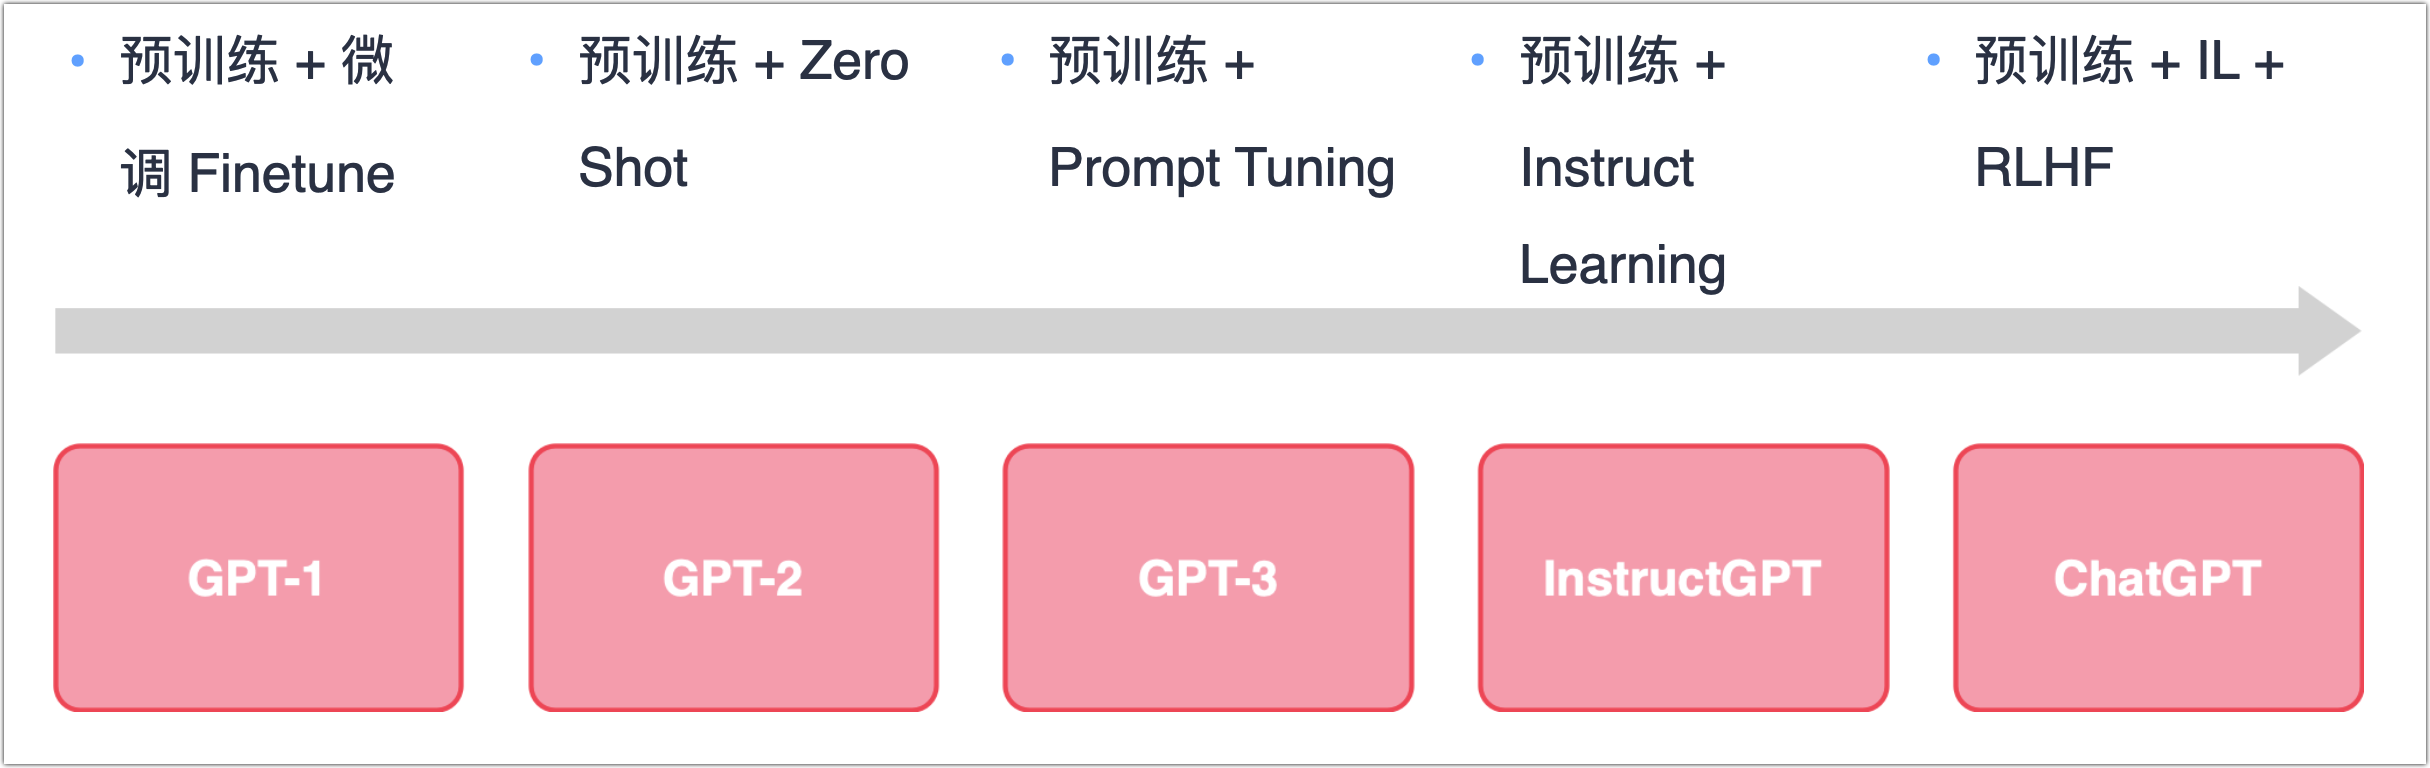 预训练 + 微
调 Finetune
预训练 + Zero
Shot
预训练 +
Prompt Tuning
预训练 +
Instruct
Learning
预训练 + IL +
RLHF
GPT-1
GPT-2
GPT-3
InstructGPT
ChatGPT